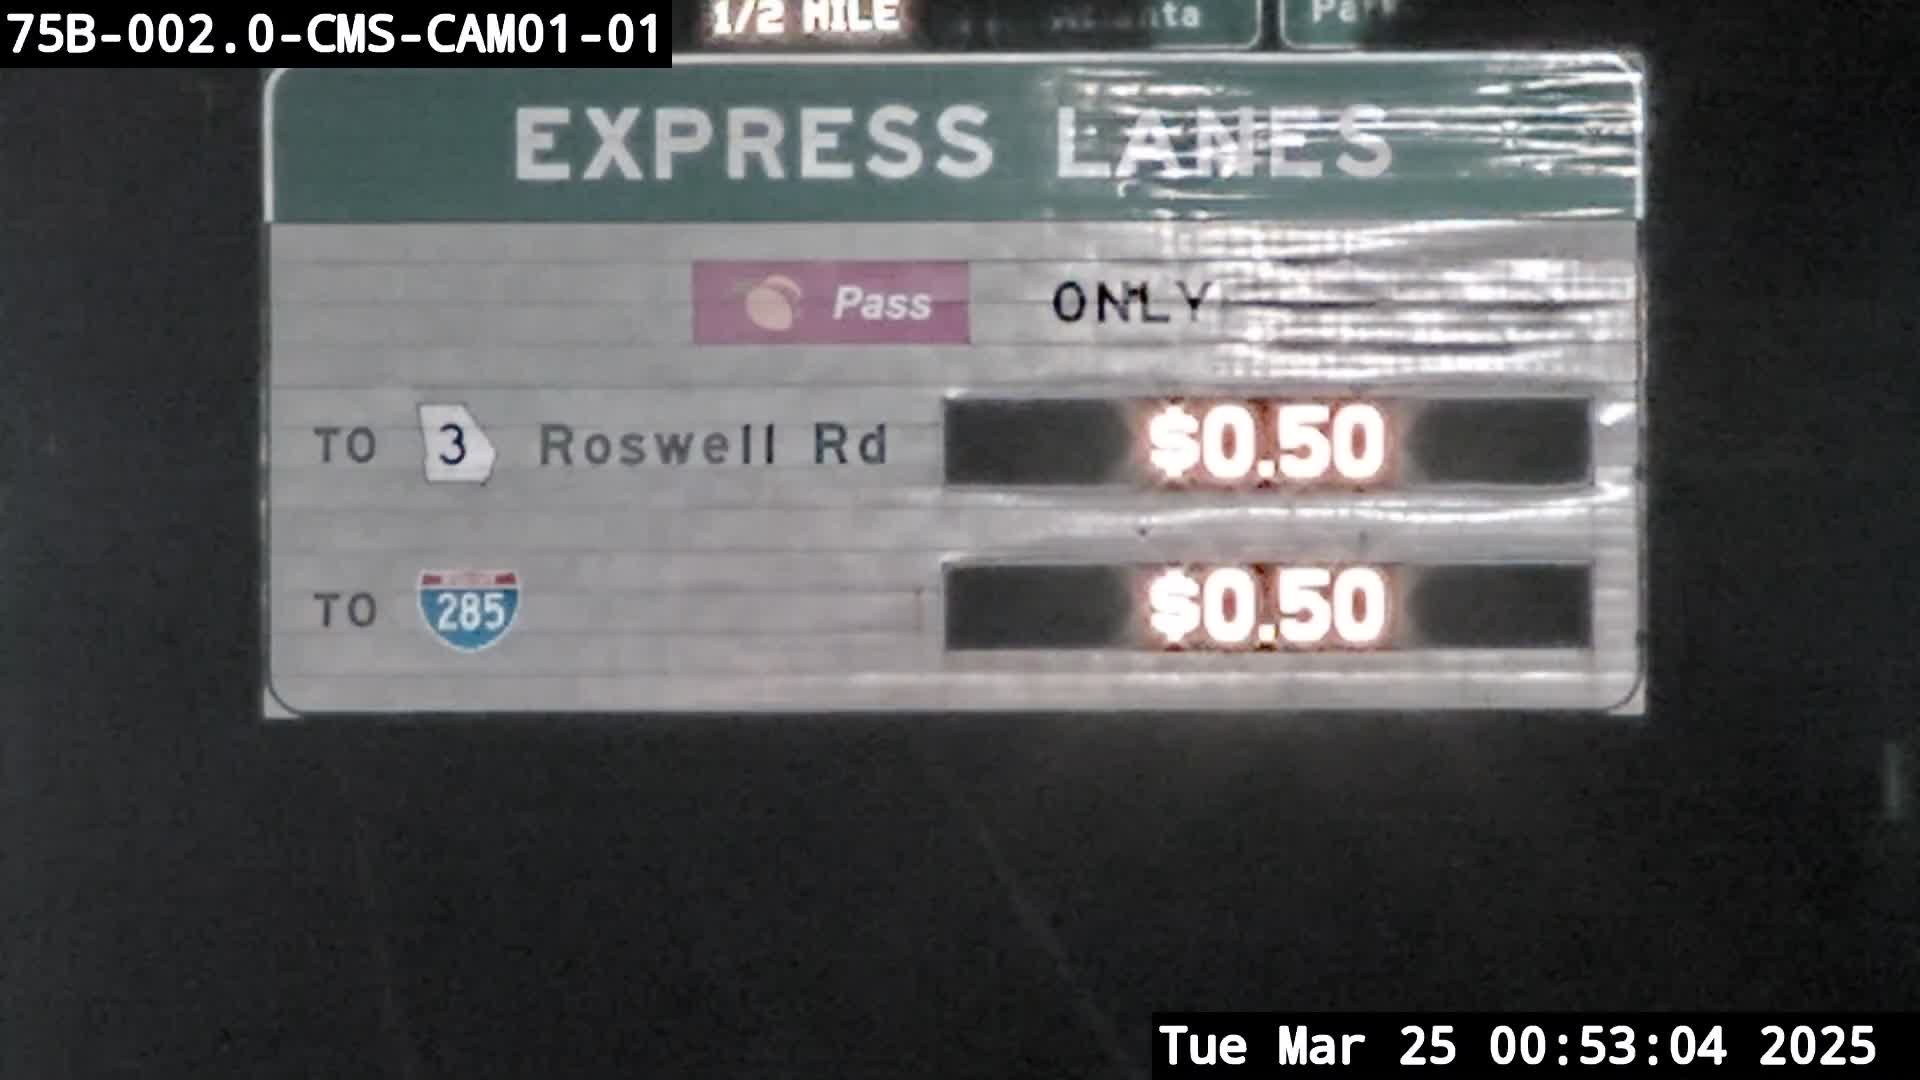 75B-002.0-CMS-CAM01-01
1/2 MILE
EXPRESS LANES
Pass ONLY
TO 3 Roswell Rd $0.50
TO 285 $0.50
Tue Mar 25 00:53:04 2025